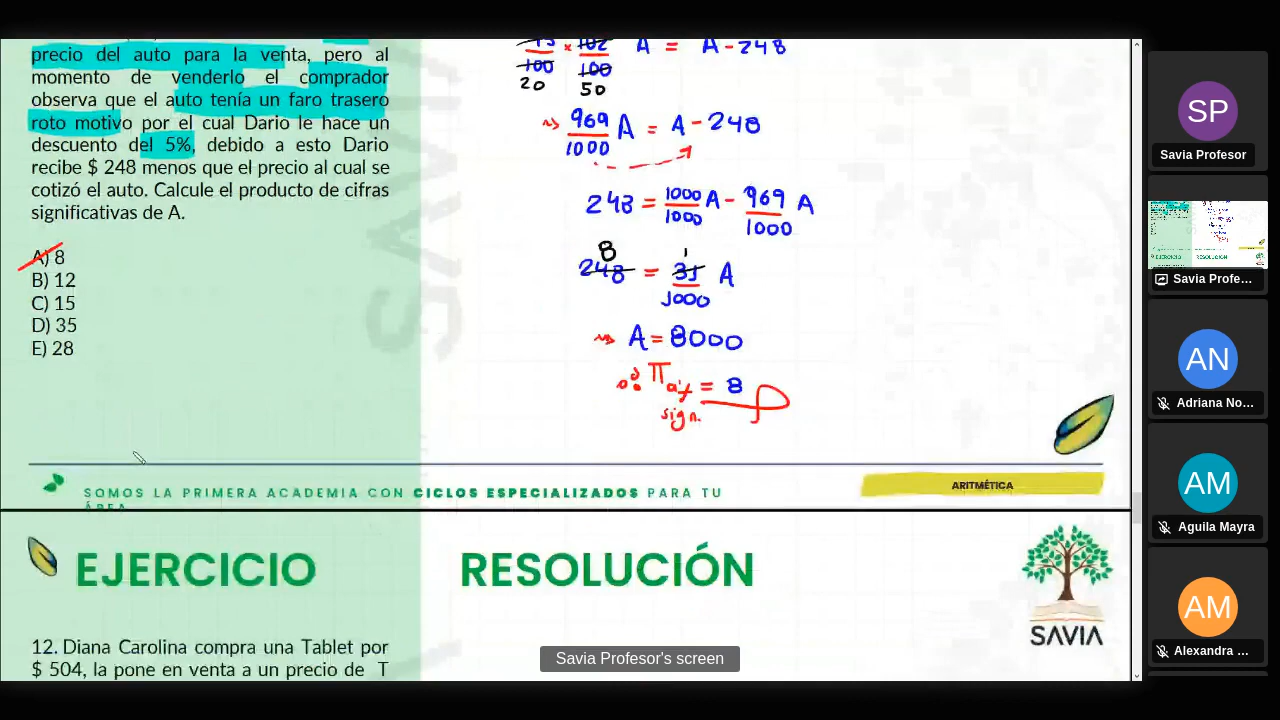 precio del auto para la venta, pero al
momento de venderlo el comprador
observa que el auto tenía un faro trasero
roto motivo por el cual Dario le hace un
descuento del 5%, debido a esto Dario
recibe $ 248 menos que el precio al cual se
cotizó el auto. Calcule el producto de cifras
significativas de A.
A) 8
B) 12
C) 15
D) 35
E) 28
102 A = A - 248
100 100
20 50
969 A = A - 248
1000
248 = 1000 A - 969 A
1000 1000
8 1
248 = 31 A
1000
A = 8000
= 8
sign.
SOMOS LA PRIMERA ACADEMIA CON CICLOS ESPECIALIZADOS PARA TU
ÁREA
ARITMÉTICA
EJERCICIO
RESOLUCIÓN
SAVIA
12. Diana Carolina compra una Tablet por
$ 504, la pone en venta a un precio de T
Savia Profesor's screen
SP
Savia Profesor
Savia Profe...
AN
Adriana No...
AM
Aguila Mayra
AM
Alexandra ...